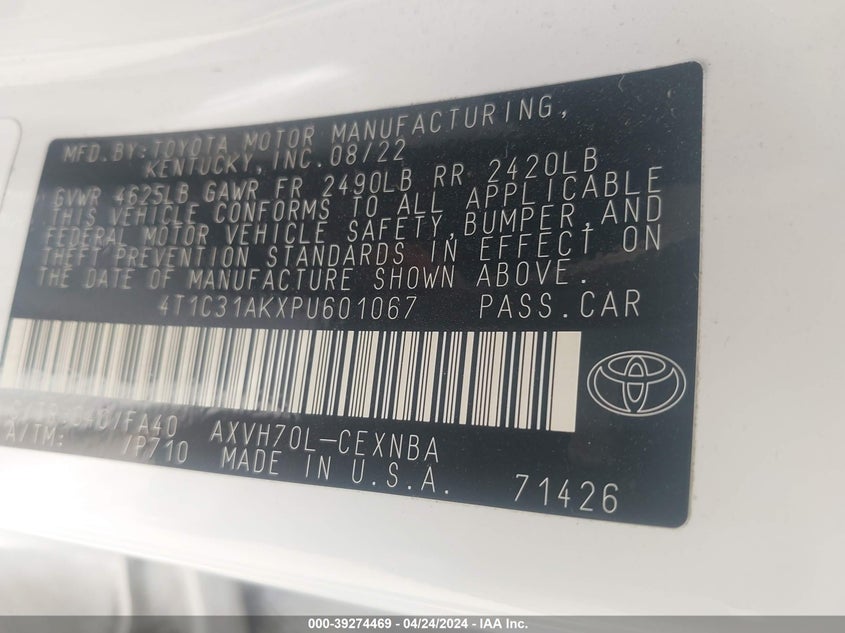 MFD.BY:TOYOTA MOTOR MANUFACTURING,
KENTUCKY, INC. 08/22
GVWR 4625LB GAWR FR 2490LB RR 2420LB
THIS VEHICLE CONFORMS TO ALL APPLICABLE
FEDERAL MOTOR VEHICLE SAFETY, BUMPER, AND
THEFT PREVENTION STANDARDS IN EFFECT ON
THE DATE OF MANUFACTURE SHOWN ABOVE.
4T1C31AKXPU601067 PASS.CAR
/FA40 AXVH70L-CEXNBA
A/TM: /P710 MADE IN U.S.A. 71426
000-39274469 - 04/24/2024 - IAA Inc.